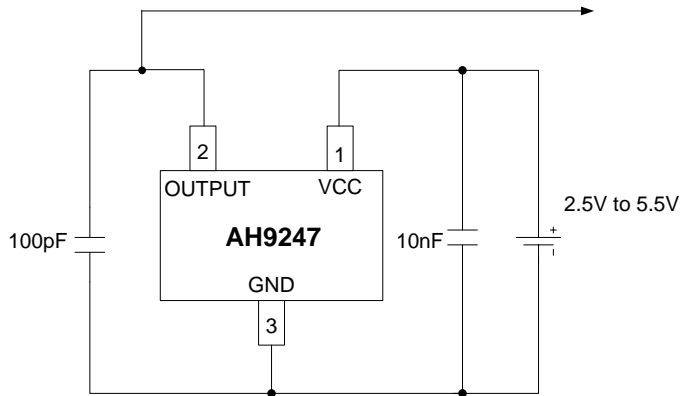 2
1
OUTPUT
VCC
2.5V to 5.5V
+
100pF
AH9247
10nF
-
GND
3